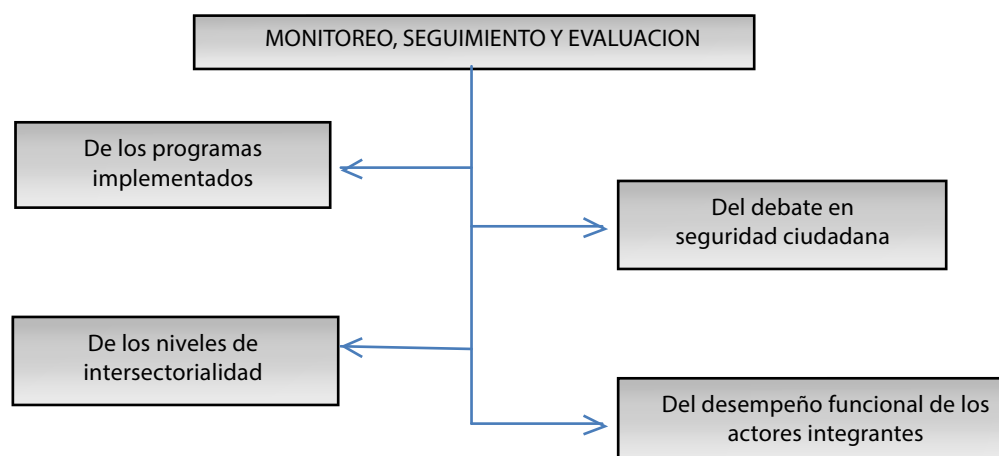 MONITOREO, SEGUIMIENTO Y EVALUACION
De los programas
implementados
Del debate en
seguridad ciudadana
De los niveles de
intersectorialidad
Del desempeño funcional de los
actores integrantes